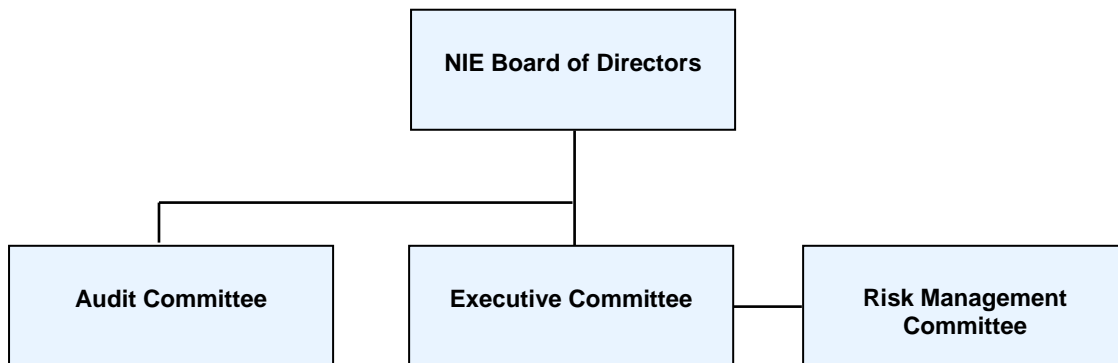 NIE Board of Directors
Audit Committee
Executive Committee
Risk Management
Committee